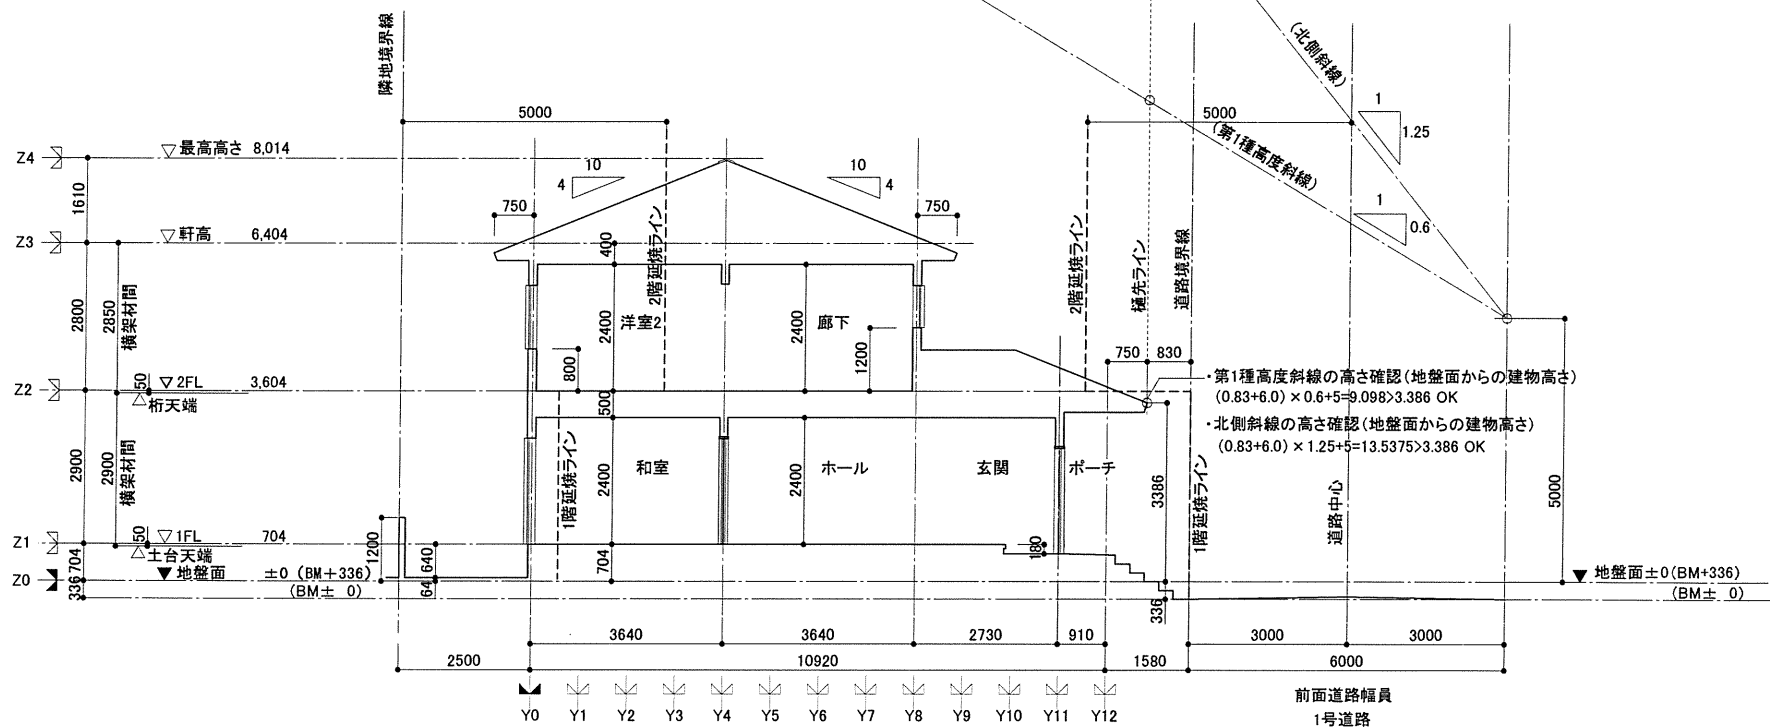 隣地境界線
5000
Z4
最高高さ 8,014
1610
10
4
10
4
750
750
Z3
軒高 6,404
400
2階延焼ライン
2800
2850
横架材間
洋室2
2400
廊下
2400
800
1200
50
Z2
2FL 3,604
桁天端
500
1階延焼ライン
2900
2900
横架材間
和室
2400
ホール
2400
玄関
ポーチ
1200
50
Z1
1FL 704
土台天端
704
640
704
180
Z0
地盤面 ±0 (BM+336)
(BM± 0)
336
64
336
(北側斜線)
1
1.25
5000
(第1種高度斜線)
1
0.6
2階延焼ライン
樋先ライン
道路境界線
750
830
・第1種高度斜線の高さ確認(地盤面からの建物高さ)
(0.83+6.0) × 0.6+5=9.098>3.386 OK
・北側斜線の高さ確認(地盤面からの建物高さ)
(0.83+6.0) × 1.25+5=13.5375>3.386 OK
3386
1階延焼ライン
道路中心
5000
地盤面±0(BM+336)
(BM± 0)
3640
3640
2730
910
3000
3000
2500
10920
1580
6000
Y0
Y1
Y2
Y3
Y4
Y5
Y6
Y7
Y8
Y9
Y10
Y11
Y12
前面道路幅員
1号道路